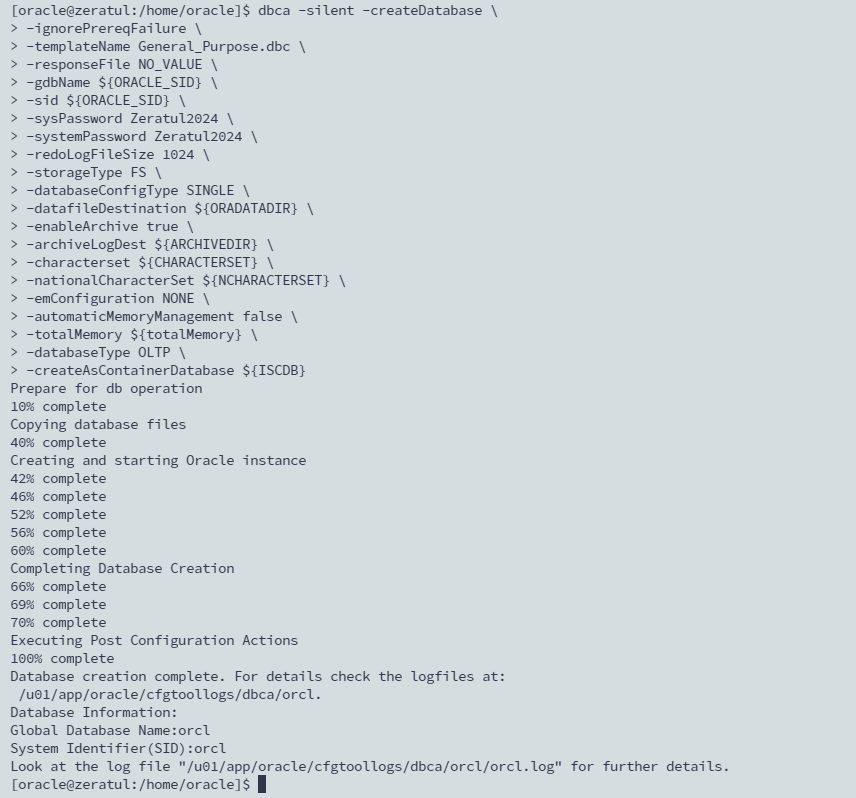 [oracle@zeratul:/home/oracle]$ dbca -silent -createDatabase \
> -ignorePrereqFailure \
> -templateName General_Purpose.dbc \
> -responseFile NO_VALUE \
> -gdbName ${ORACLE_SID} \
> -sid ${ORACLE_SID} \
> -sysPassword Zeratul2024 \
> -systemPassword Zeratul2024 \
> -redoLogFileSize 1024 \
> -storageType FS \
> -databaseConfigType SINGLE \
> -datafileDestination ${ORADATADIR} \
> -enableArchive true \
> -archiveLogDest ${ARCHIVEDIR} \
> -characterset ${CHARACTERSET} \
> -nationalCharacterSet ${NCHARACTERSET} \
> -emConfiguration NONE \
> -automaticMemoryManagement false \
> -totalMemory ${totalMemory} \
> -databaseType OLTP \
> -createAsContainerDatabase ${ISCDB}
Prepare for db operation
10% complete
Copying database files
40% complete
Creating and starting Oracle instance
42% complete
46% complete
52% complete
56% complete
60% complete
Completing Database Creation
66% complete
69% complete
70% complete
Executing Post Configuration Actions
100% complete
Database creation complete. For details check the logfiles at:
 /u01/app/oracle/cfgtoollogs/dbca/orcl.
Database Information:
Global Database Name:orcl
System Identifier(SID):orcl
Look at the log file "/u01/app/oracle/cfgtoollogs/dbca/orcl/orcl.log" for further details.
[oracle@zeratul:/home/oracle]$